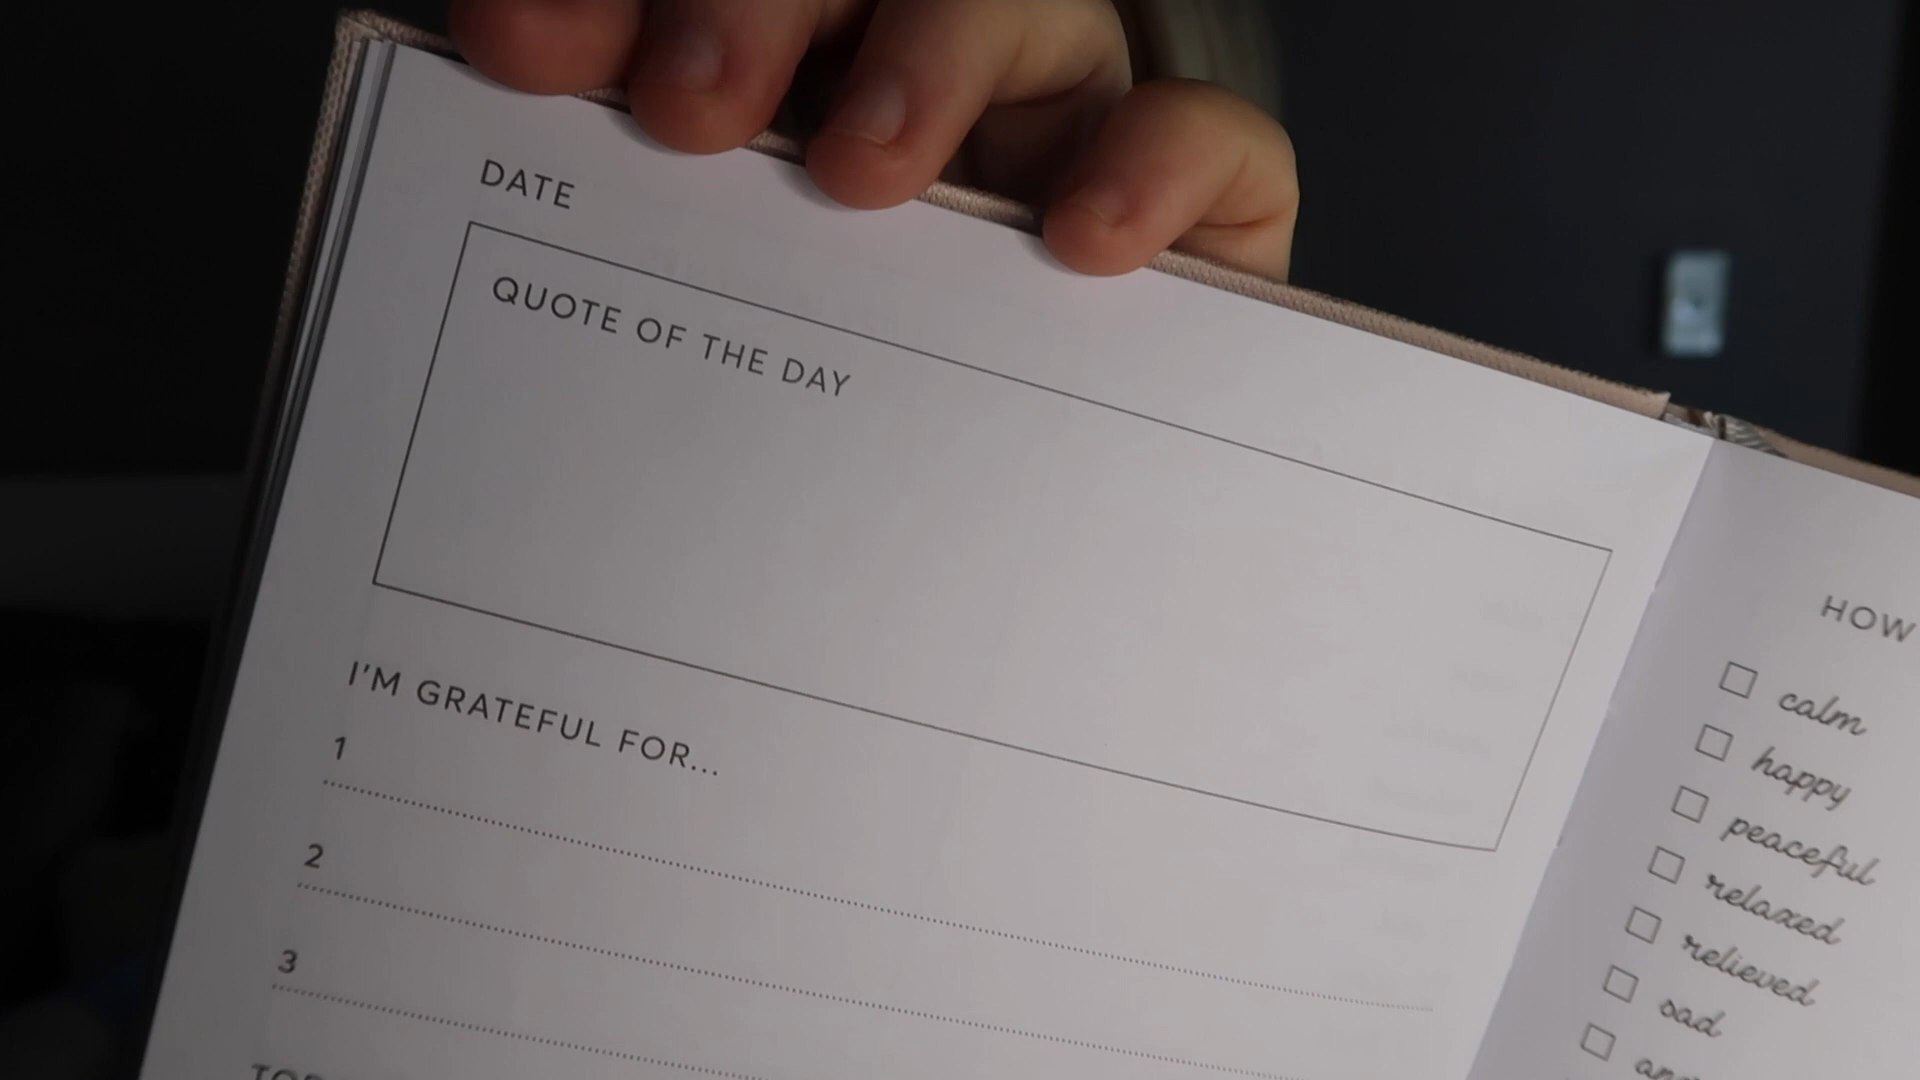 DATE
QUOTE OF THE DAY
I'M GRATEFUL FOR...
1
2
3
HOW
calm
happy
peaceful
relaxed
relieved
sad